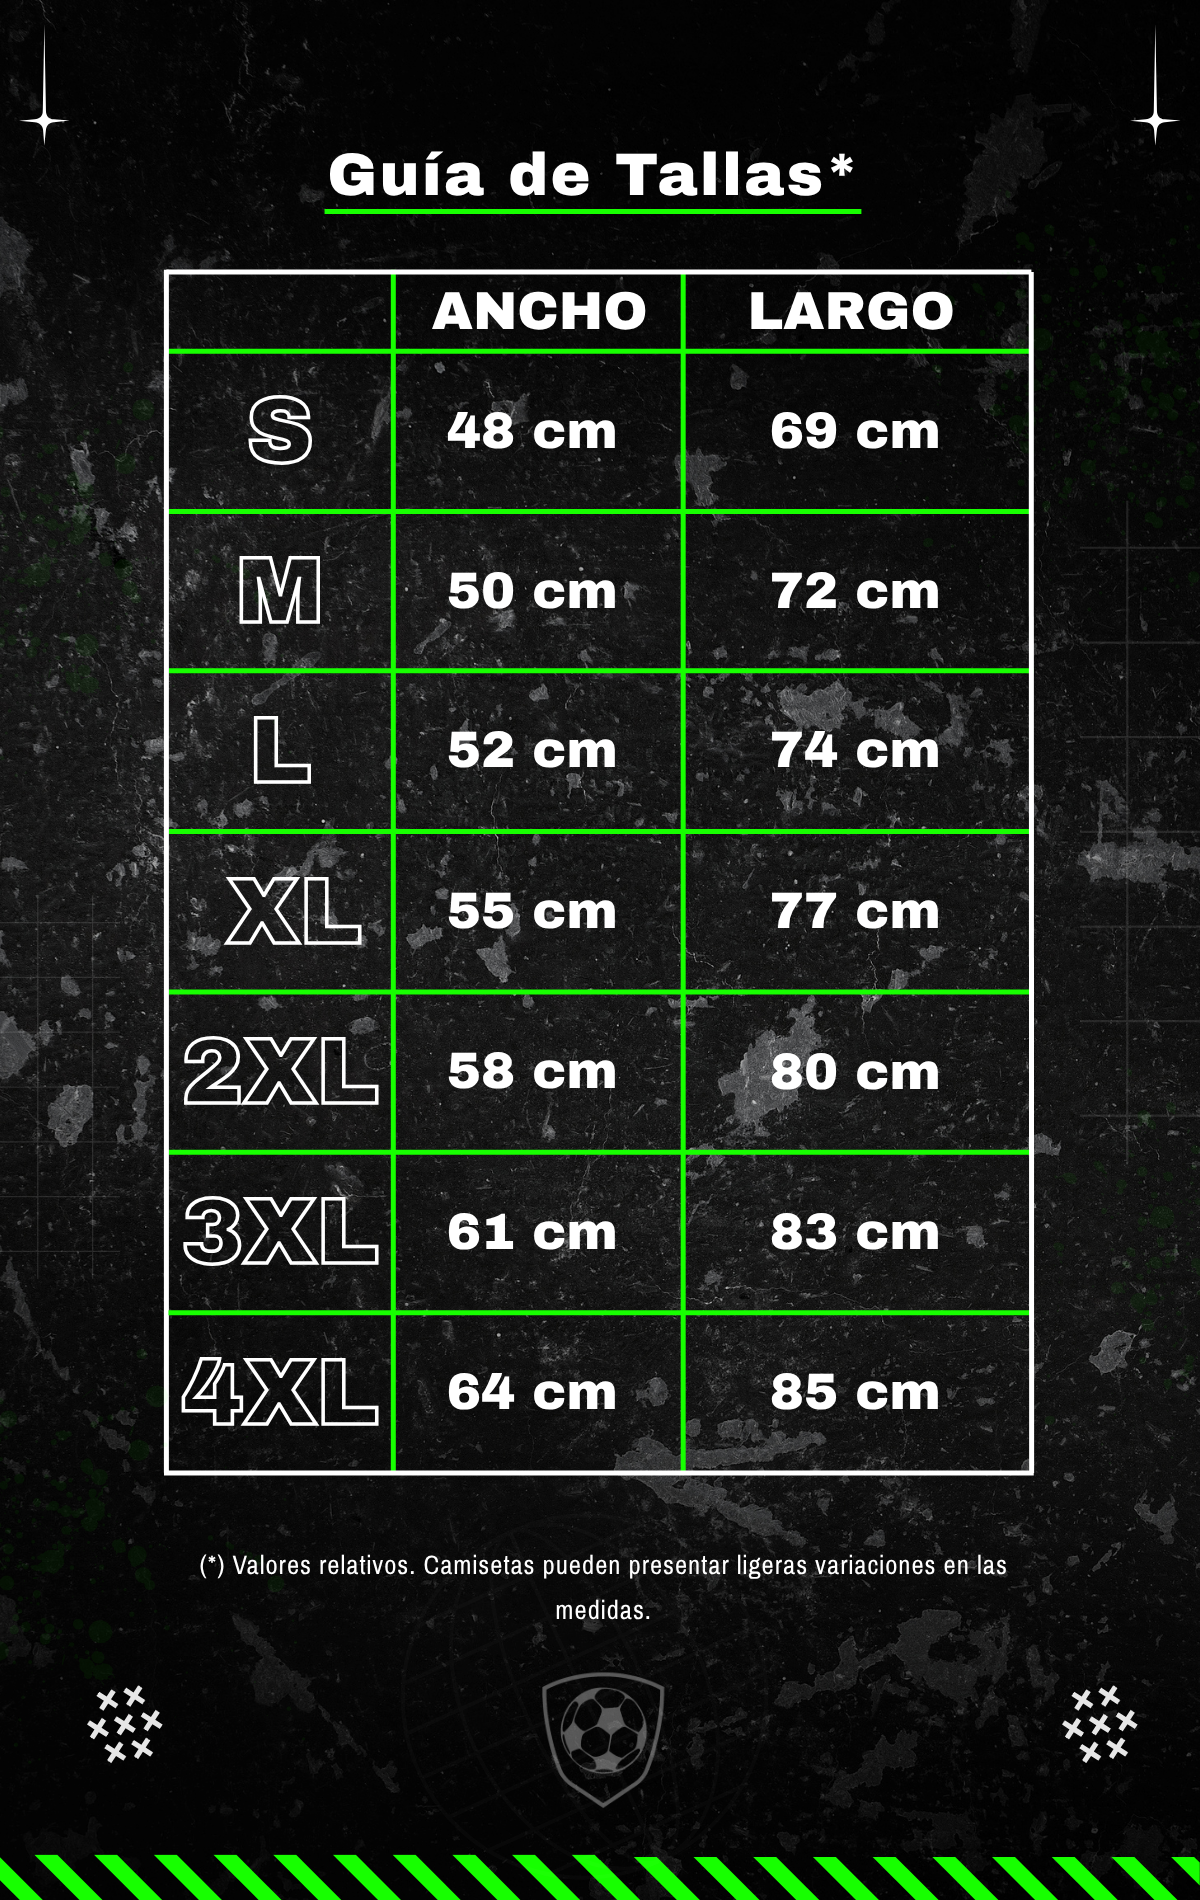 Guía de Tallas*
ANCHO LARGO
S 48 cm 69 cm
M 50 cm 72 cm
L 52 cm 74 cm
XL 55 cm 77 cm
2XL 58 cm 80 cm
3XL 61 cm 83 cm
4XL 64 cm 85 cm
(*) Valores relativos. Camisetas pueden presentar ligeras variaciones en las
medidas.